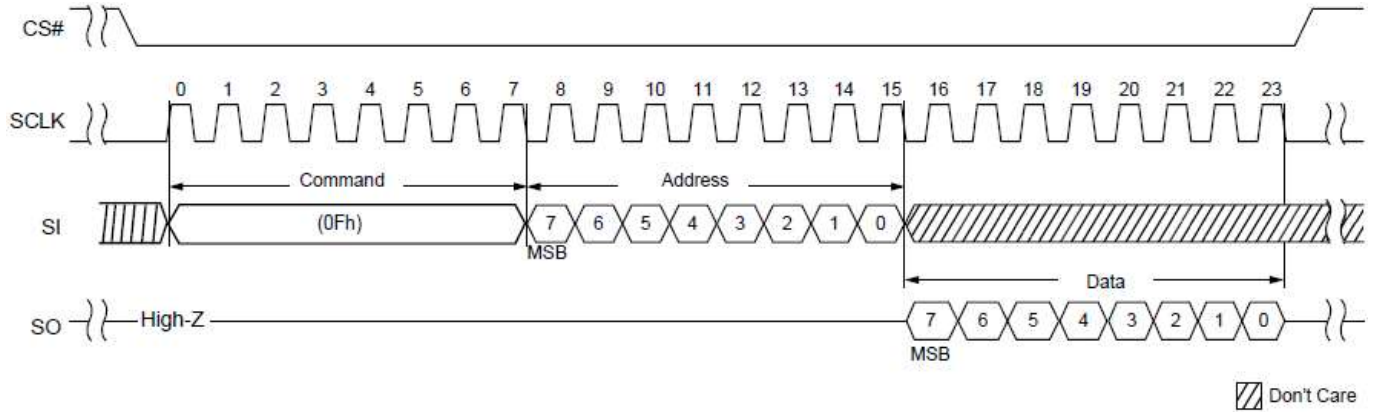 CS#
0 1 2 3 4 5 6 7 8 9 10 11 12 13 14 15 16 17 18 19 20 21 22 23
SCLK
Command Address
SI (0Fh) 7 6 5 4 3 2 1 0
MSB
Data
SO High-Z 7 6 5 4 3 2 1 0
MSB
Don't Care